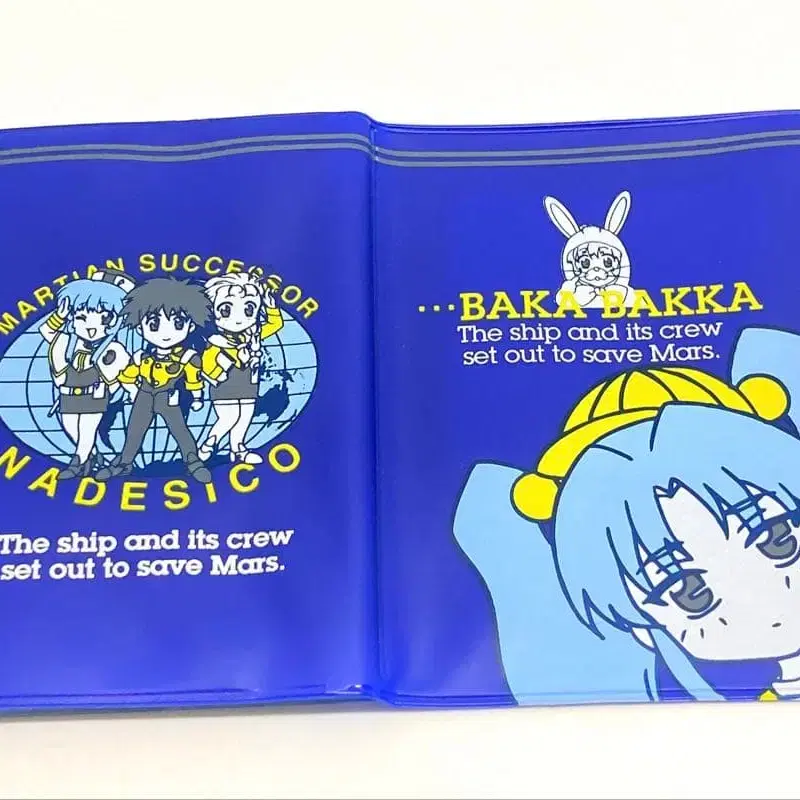 MARTIAN SUCCESSOR
NADESICO
The ship and its crew
set out to save Mars.
...BAKA BAKKA
The ship and its crew
set out to save Mars.